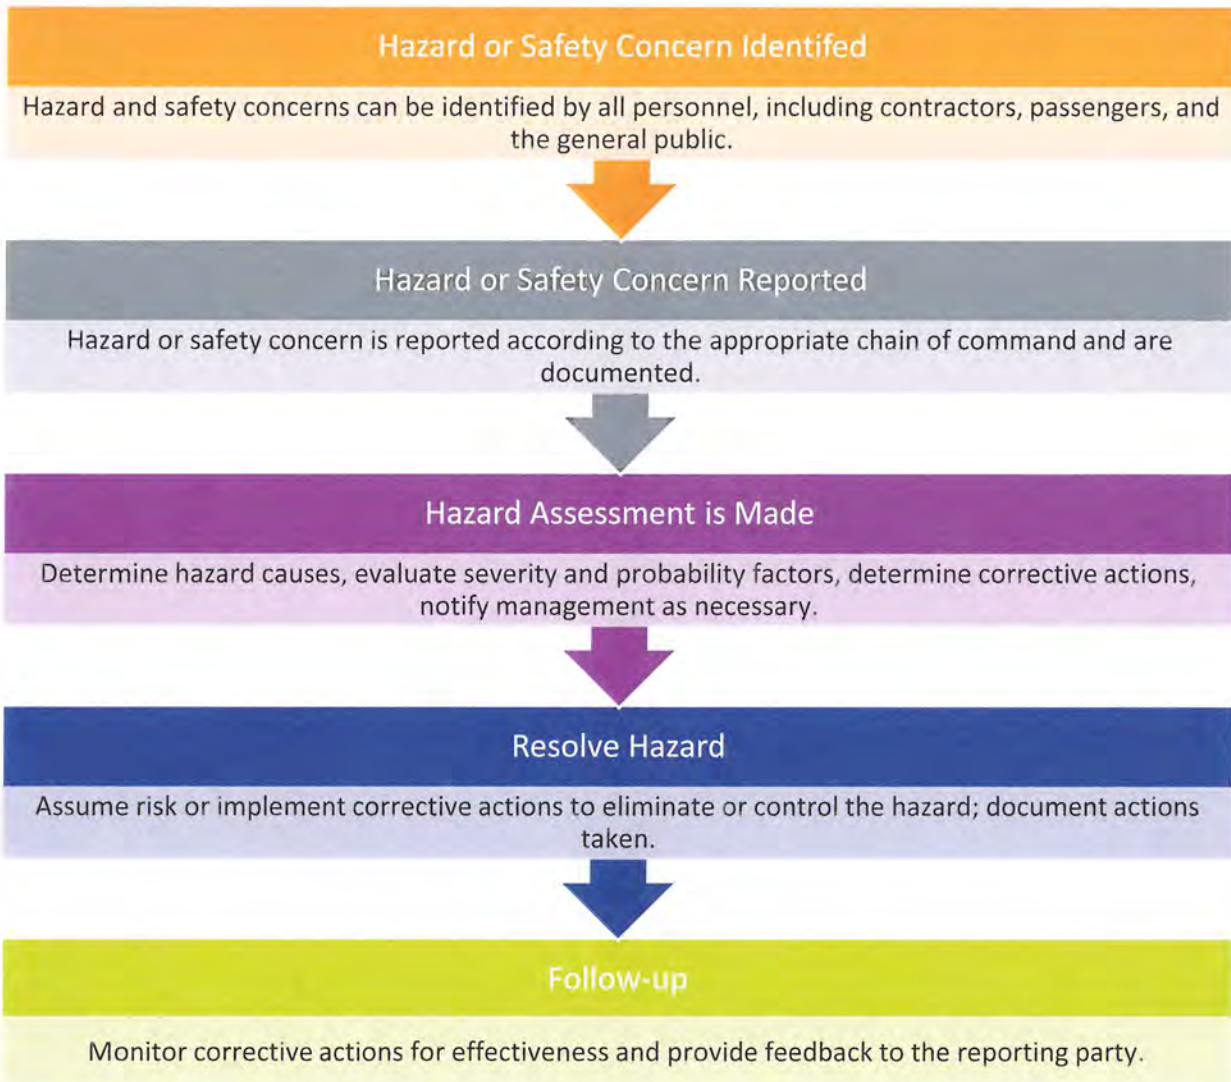 Hazard or Safety Concern Identifed
Hazard and safety concerns can be identified by all personnel, including contractors, passengers, and
the general public.
Hazard or Safety Concern Reported
Hazard or safety concern is reported according to the appropriate chain of command and are
documented.
Hazard Assessment is Made
Determine hazard causes, evaluate severity and probability factors, determine corrective actions,
notify management as necessary.
Resolve Hazard
Assume risk or implement corrective actions to eliminate or control the hazard; document actions
taken.
Follow-up
Monitor corrective actions for effectiveness and provide feedback to the reporting party.